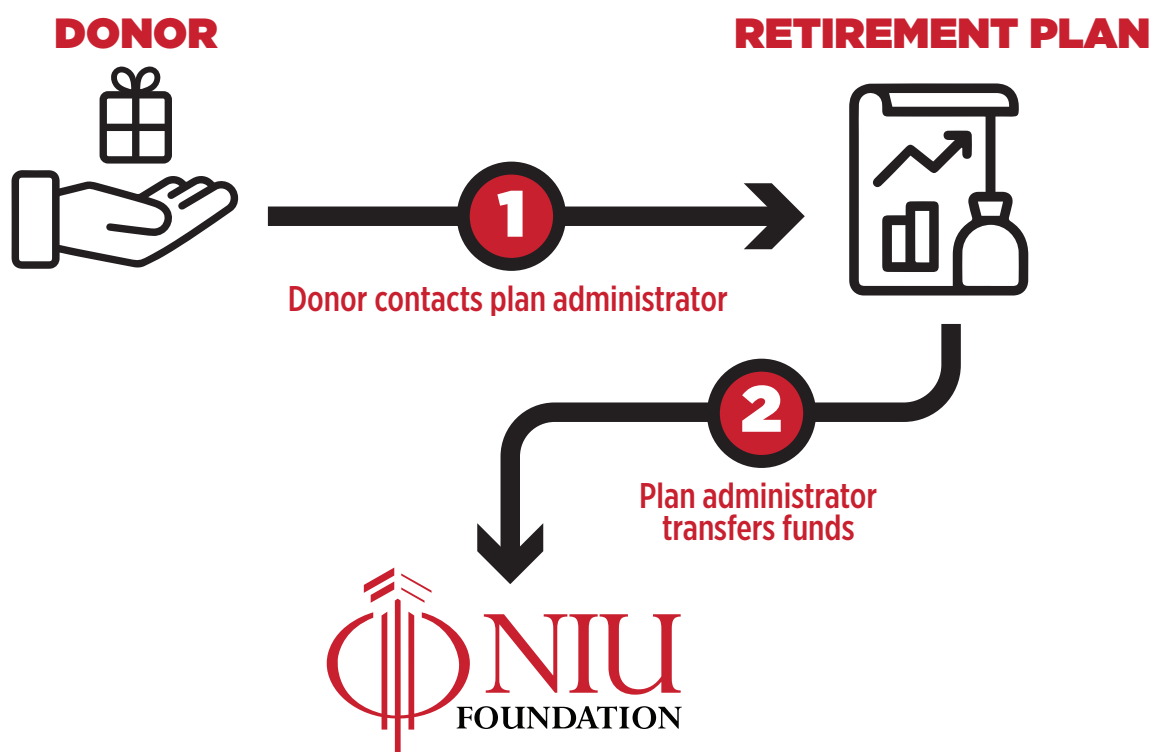 DONOR
RETIREMENT PLAN
1
Donor contacts plan administrator
2
Plan administrator
transfers funds
NIU
FOUNDATION